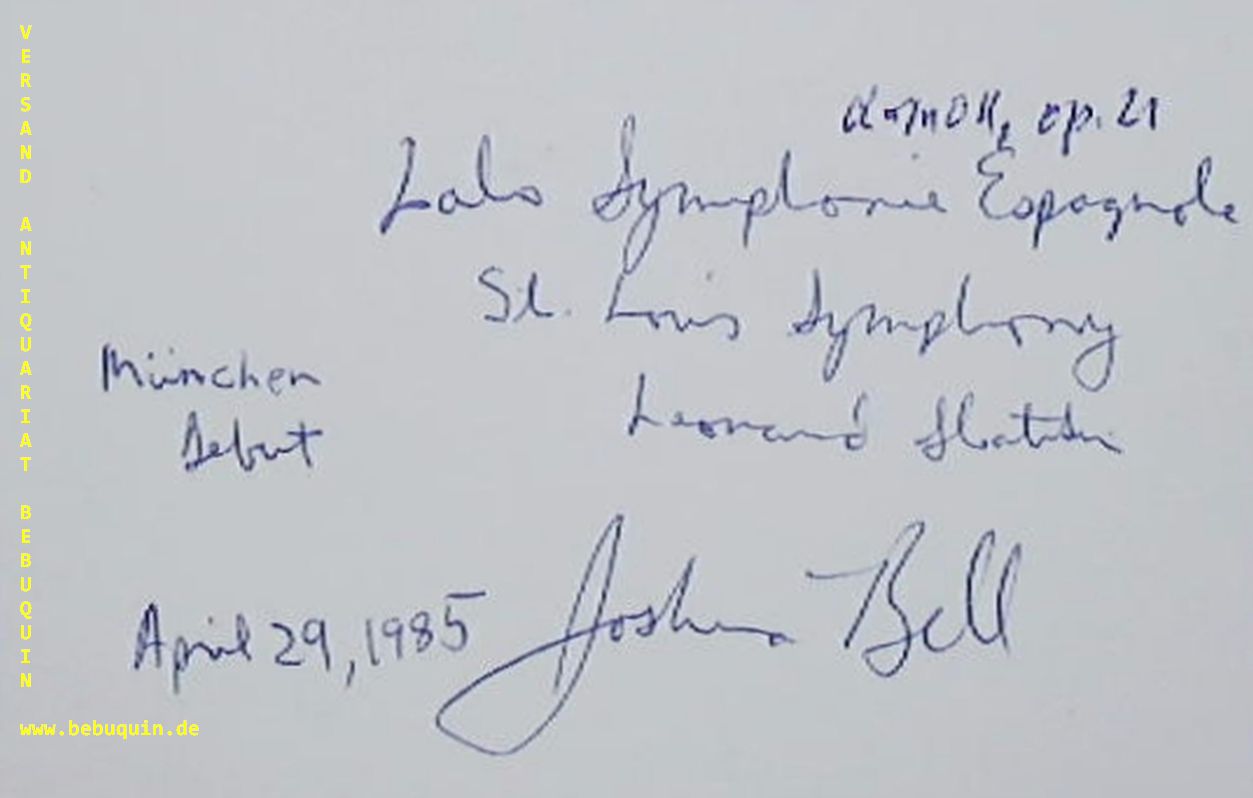 d-moll, op. 21
Lalo Symphonie Espagnole
St. Louis Symphony
München
Debut
Leonard Slatkin
April 29, 1985 Joshua Bell
VERSAND ANTIQUARIAT BEBUQUIN
www.bebuquin.de